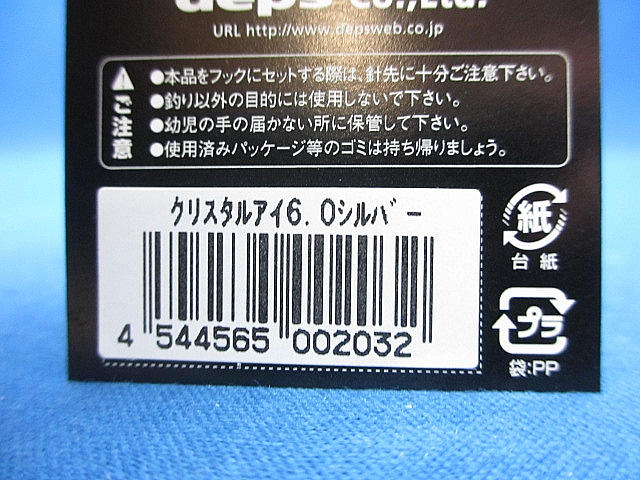 deps Co.,Ltd.
URL http://www.depsweb.co.jp
ご注意
●本品をフックにセットする際は、針先に十分ご注意下さい。
●釣り以外の目的には使用しないで下さい。
●幼児の手の届かない所に保管して下さい。
●使用済みパッケージ等のゴミは持ち帰りましょう。
クリスタルアイ6.0シルバー
4 544565 002032
紙
台紙
プラ
袋:PP